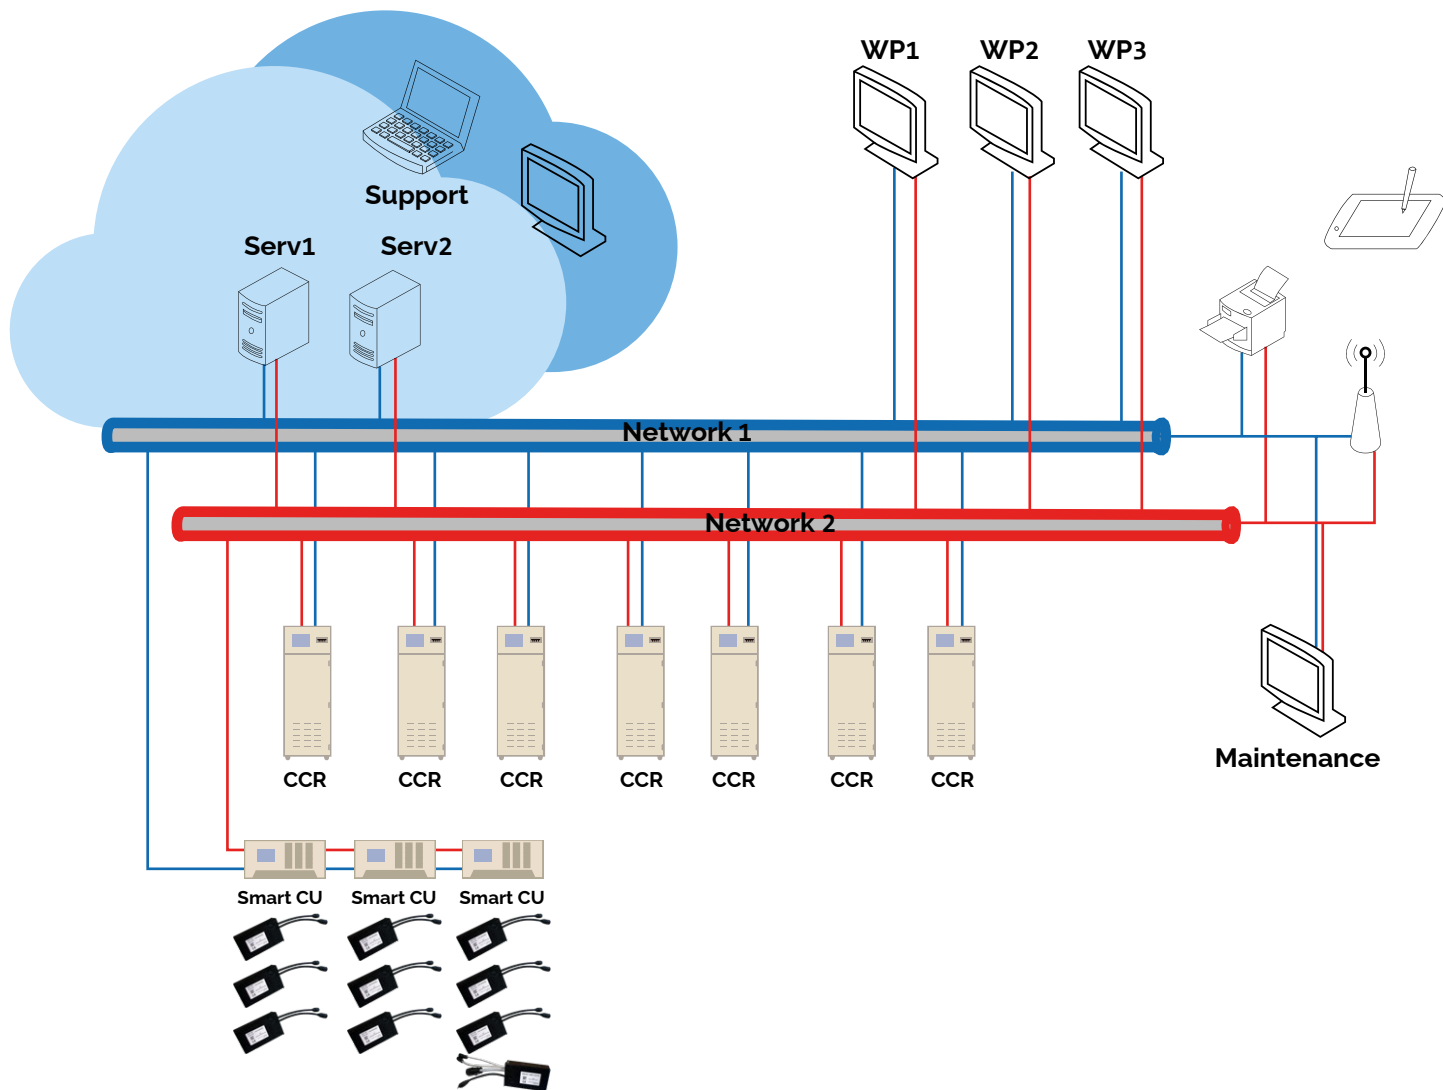 WP1 WP2 WP3
Support
Serv1 Serv2
Network 1
Network 2
CCR CCR CCR CCR CCR CCR CCR
Maintenance
Smart CU Smart CU Smart CU